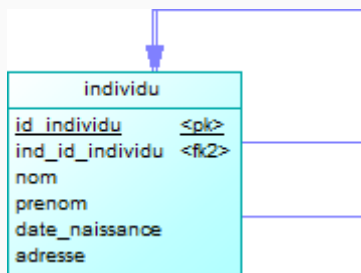 individu
id_individu <pk>
ind_id_individu <fk2>
nom
prenom
date_naissance
adresse